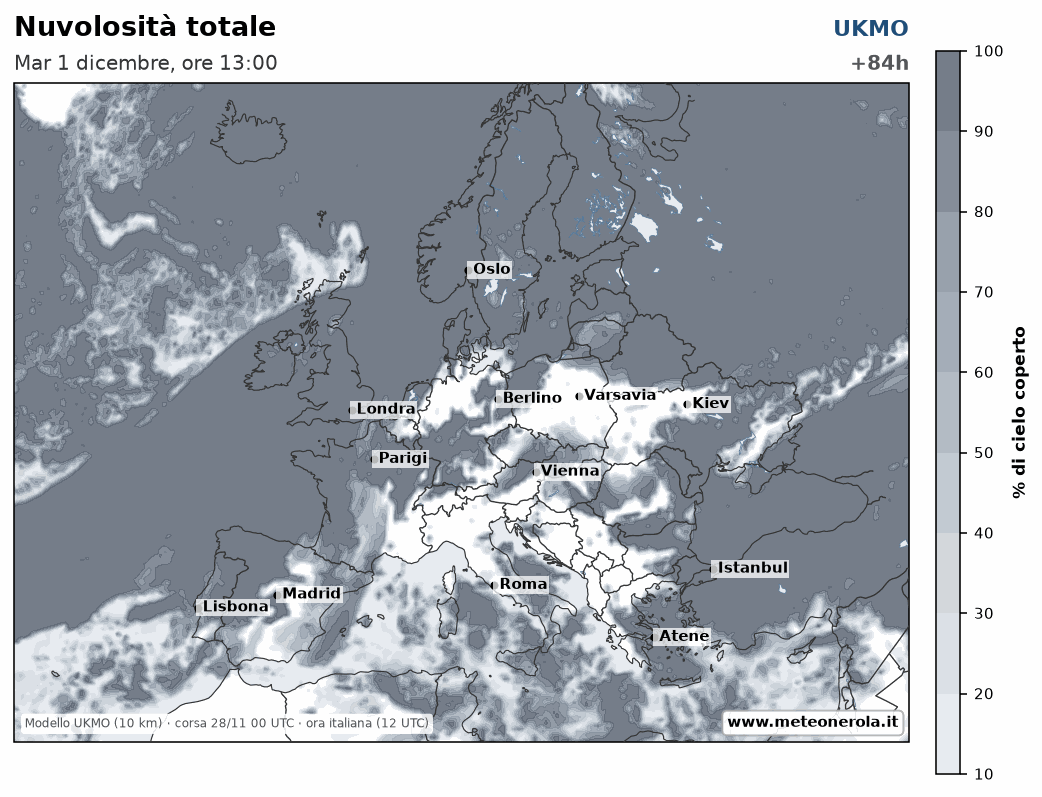 Nuvolosità totale
UKMO
Mar 1 dicembre, ore 13:00
+84h
Oslo
Berlino
Varsavia
Kiev
Londra
Parigi
Vienna
Istanbul
Roma
Madrid
Lisbona
Atene
Modello UKMO (10 km) · corsa 28/11 00 UTC · ora italiana (12 UTC)
www.meteonerola.it
100
90
80
70
60
50
40
30
20
10
% di cielo coperto